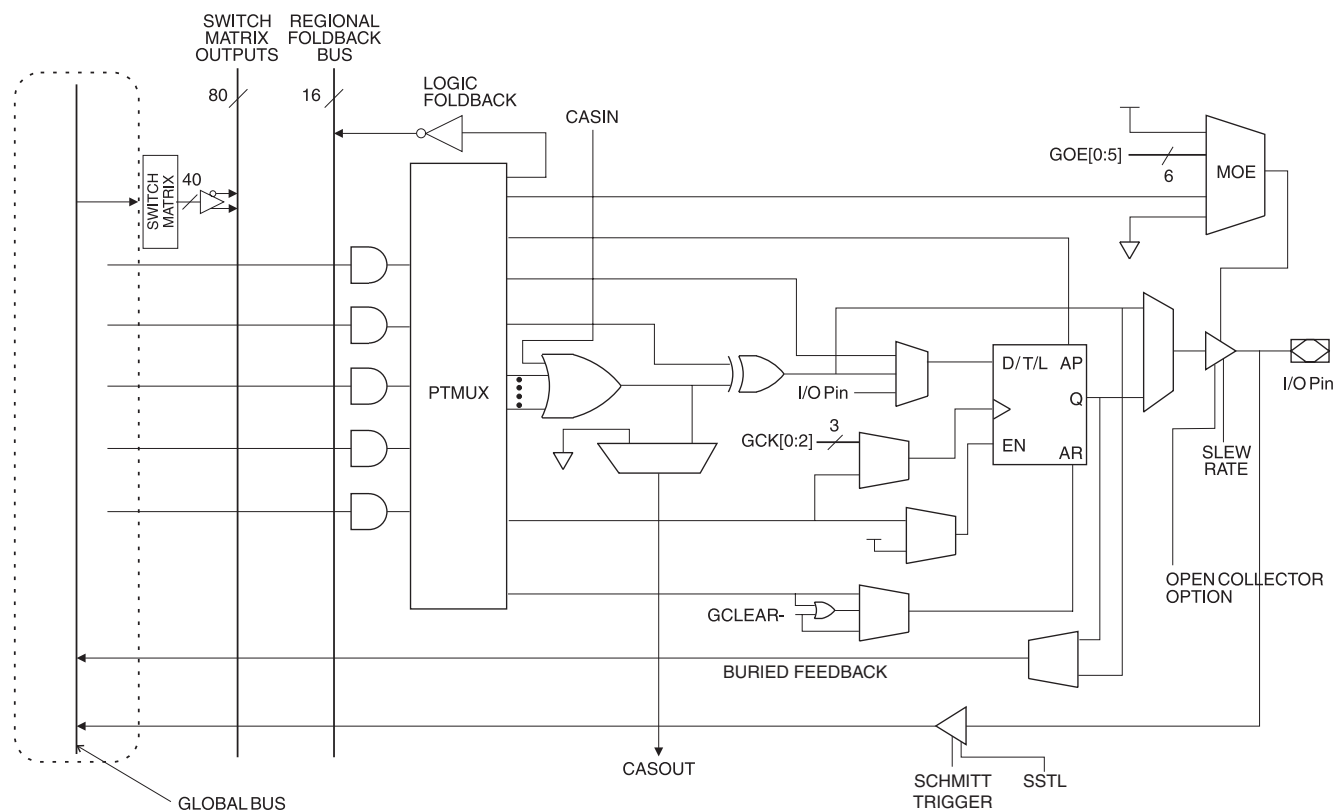 SWITCH
MATRIX
OUTPUTS
REGIONAL
FOLDBACK
BUS
80
16
LOGIC
FOLDBACK
CASIN
GOE[0:5]
6
MOE
SWITCH
MATRIX
40
PTMUX
D/T/L AP
Q
EN
AR
I/O Pin
I/O Pin
GCK[0:2]
3
SLEW
RATE
OPEN COLLECTOR
OPTION
GCLEAR-
BURIED FEEDBACK
CASOUT
SCHMITT
TRIGGER
SSTL
GLOBAL BUS